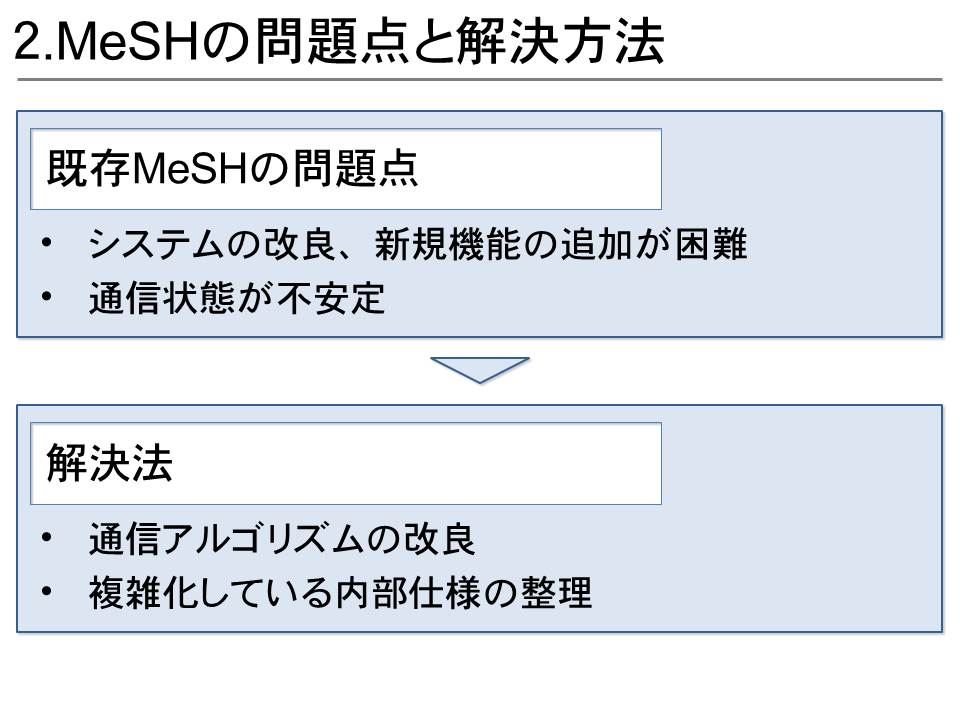 2.MeSHの問題点と解決方法
既存MeSHの問題点
• システムの改良、新規機能の追加が困難
• 通信状態が不安定
解決法
• 通信アルゴリズムの改良
• 複雑化している内部仕様の整理